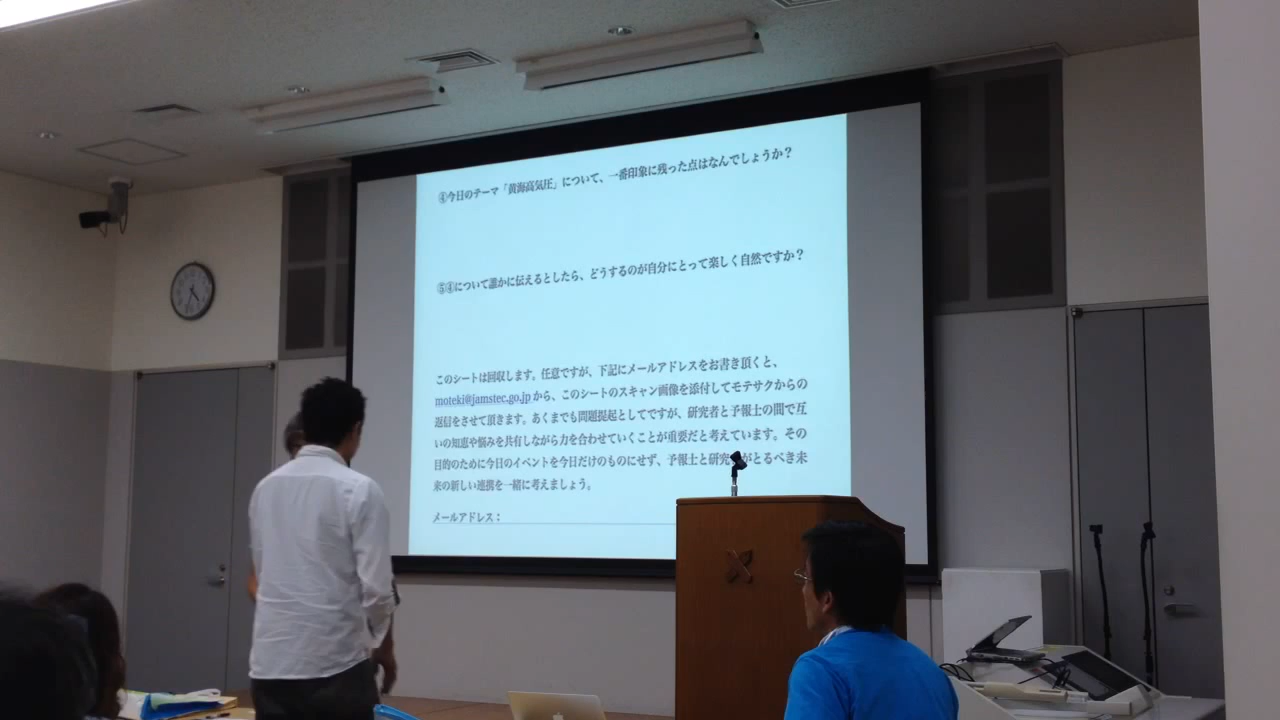 ④今日のテーマ「黄海高気圧」について、一番印象に残った点はなんでしょうか？
⑤④について誰かに伝えるとしたら、どうするのが自分にとって楽しく自然ですか？
このシートは回収します。任意ですが、下記にメールアドレスをお書き頂くと、
moteki@jamstec.go.jp から、このシートのスキャン画像を添付してモテサクからの
返信をさせて頂きます。あくまでも問題提起としてですが、研究者と予報士の間で互
いの知恵や悩みを共有しながら力を合わせていくことが重要だと考えています。その
目的のために今日のイベントを今日だけのものにせず、予報士と研究 がとるべき未
来の新しい連携を一緒に考えましょう。
メールアドレス：